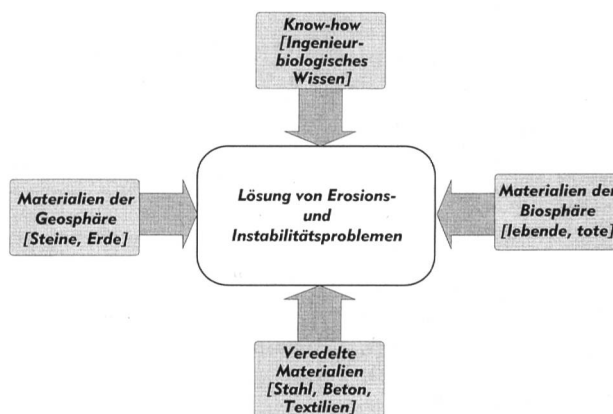 Know-how
[Ingenieur-
biologisches
Wissen]
Materialien der
Geosphäre
[Steine, Erde]
Lösung von Erosions-
und
Instabilitätsproblemen
Materialien der
Biosphäre
[lebende, tote]
Veredelte
Materialien
[Stahl, Beton,
Textilien]